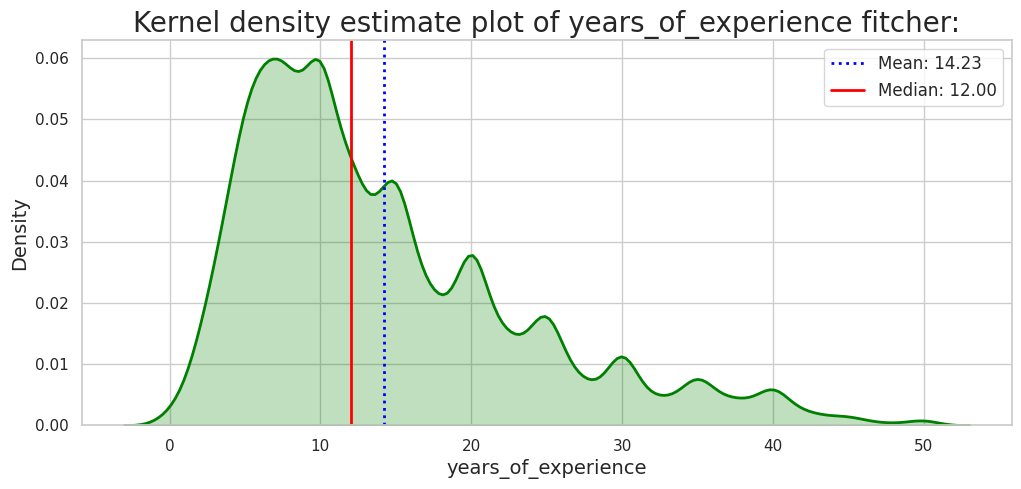 Kernel density estimate plot of years_of_experience fitcher:
Mean: 14.23
Median: 12.00
Density
0.06
0.05
0.04
0.03
0.02
0.01
0.00
0 10 20 30 40 50
years_of_experience